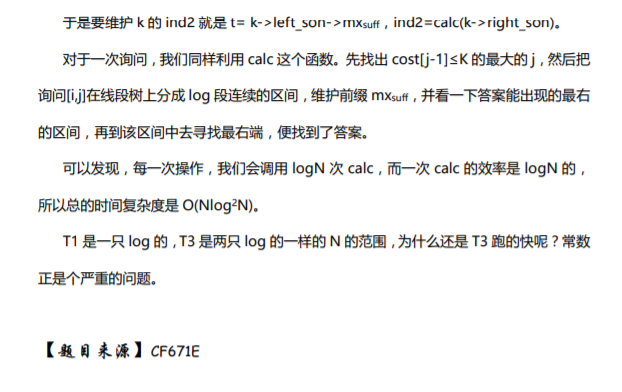 于是要维护 k 的 ind2 就是 t= k->left_son->mxsuff，ind2=calc(k->right_son)。
对于一次询问，我们同样利用 calc 这个函数。先找出 cost[j-1]≤K 的最大的 j，然后把
询问[i,j]在线段树上分成 log 段连续的区间，维护前缀 mxsuff，并看一下答案能出现的最右
的区间，再到该区间中去寻找最右端，便找到了答案。
可以发现，每一次操作，我们会调用 logN 次 calc，而一次 calc 的效率是 logN 的，
所以总的时间复杂度是 O(Nlog²N)。
T1 是一只 log 的，T3 是两只 log 的一样的 N 的范围，为什么还是 T3 跑的快呢？常数
正是个严重的问题。
【题目来源】CF671E